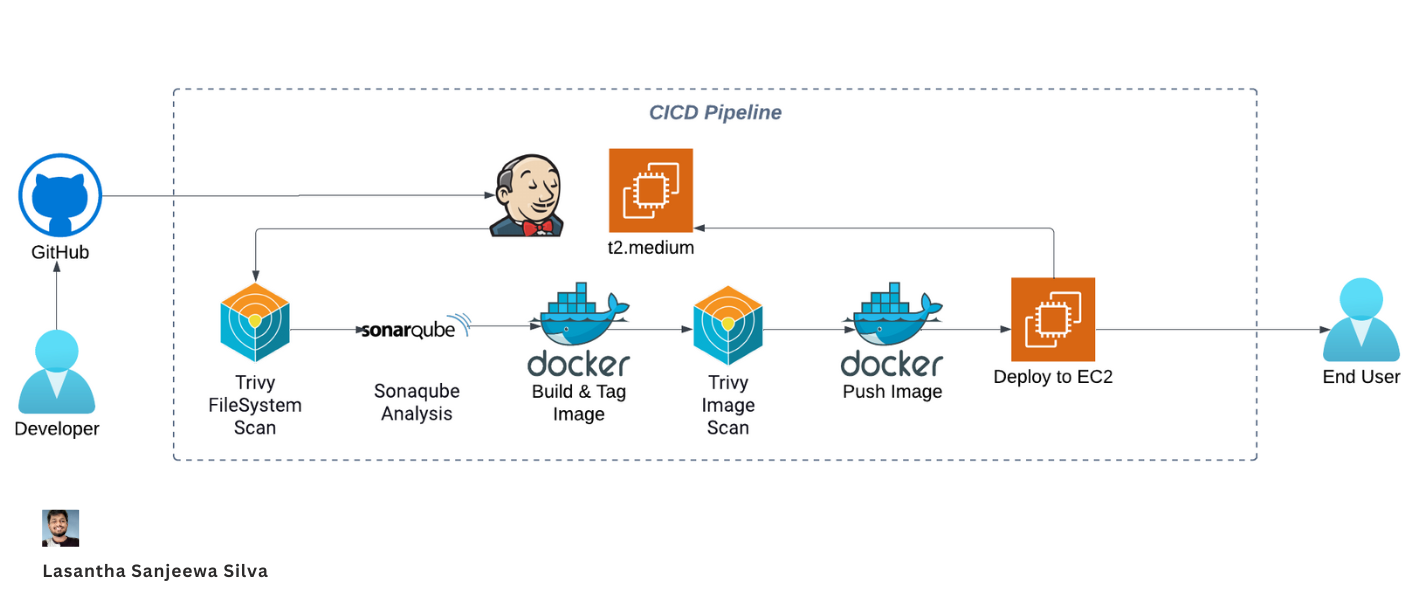 CICD Pipeline
GitHub
t2.medium
Developer
sonarqube
docker
docker
Trivy
FileSystem
Scan
Sonaqube
Analysis
Build & Tag
Image
Trivy
Image
Scan
Push Image
Deploy to EC2
End User
Lasantha Sanjeewa Silva